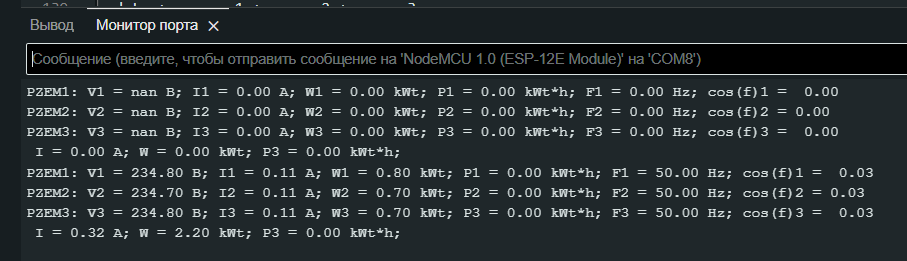 Вывод Монитор порта ×
Сообщение (введите, чтобы отправить сообщение на 'NodeMCU 1.0 (ESP-12E Module)' на 'COM8')
PZEM1: V1 = nan B; I1 = 0.00 A; W1 = 0.00 kWt; P1 = 0.00 kWt*h; F1 = 0.00 Hz; cos(f)1 =  0.00
PZEM2: V2 = nan B; I2 = 0.00 A; W2 = 0.00 kWt; P2 = 0.00 kWt*h; F2 = 0.00 Hz; cos(f)2 = 0.00
PZEM3: V3 = nan B; I3 = 0.00 A; W3 = 0.00 kWt; P3 = 0.00 kWt*h; F3 = 0.00 Hz; cos(f)3 =  0.00
 I = 0.00 A; W = 0.00 kWt; P3 = 0.00 kWt*h;
PZEM1: V1 = 234.80 B; I1 = 0.11 A; W1 = 0.80 kWt; P1 = 0.00 kWt*h; F1 = 50.00 Hz; cos(f)1 =  0.03
PZEM2: V2 = 234.70 B; I2 = 0.11 A; W2 = 0.70 kWt; P2 = 0.00 kWt*h; F2 = 50.00 Hz; cos(f)2 = 0.03
PZEM3: V3 = 234.80 B; I3 = 0.11 A; W3 = 0.70 kWt; P3 = 0.00 kWt*h; F3 = 50.00 Hz; cos(f)3 =  0.03
 I = 0.32 A; W = 2.20 kWt; P3 = 0.00 kWt*h;